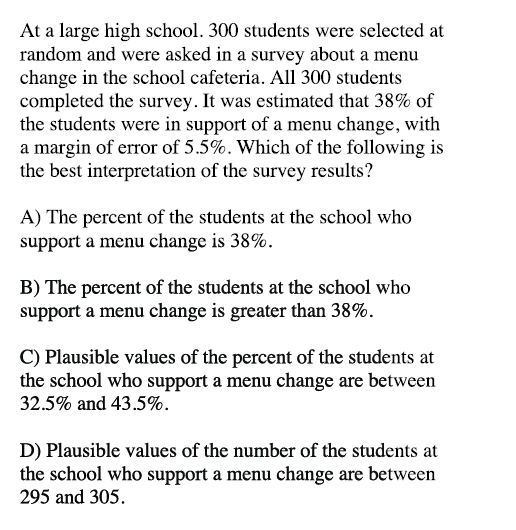 At a large high school. 300 students were selected at
random and were asked in a survey about a menu
change in the school cafeteria. All 300 students
completed the survey. It was estimated that 38% of
the students were in support of a menu change, with
a margin of error of 5.5%. Which of the following is
the best interpretation of the survey results?
A) The percent of the students at the school who
support a menu change is 38%.
B) The percent of the students at the school who
support a menu change is greater than 38%.
C) Plausible values of the percent of the students at
the school who support a menu change are between
32.5% and 43.5%.
D) Plausible values of the number of the students at
the school who support a menu change are between
295 and 305.